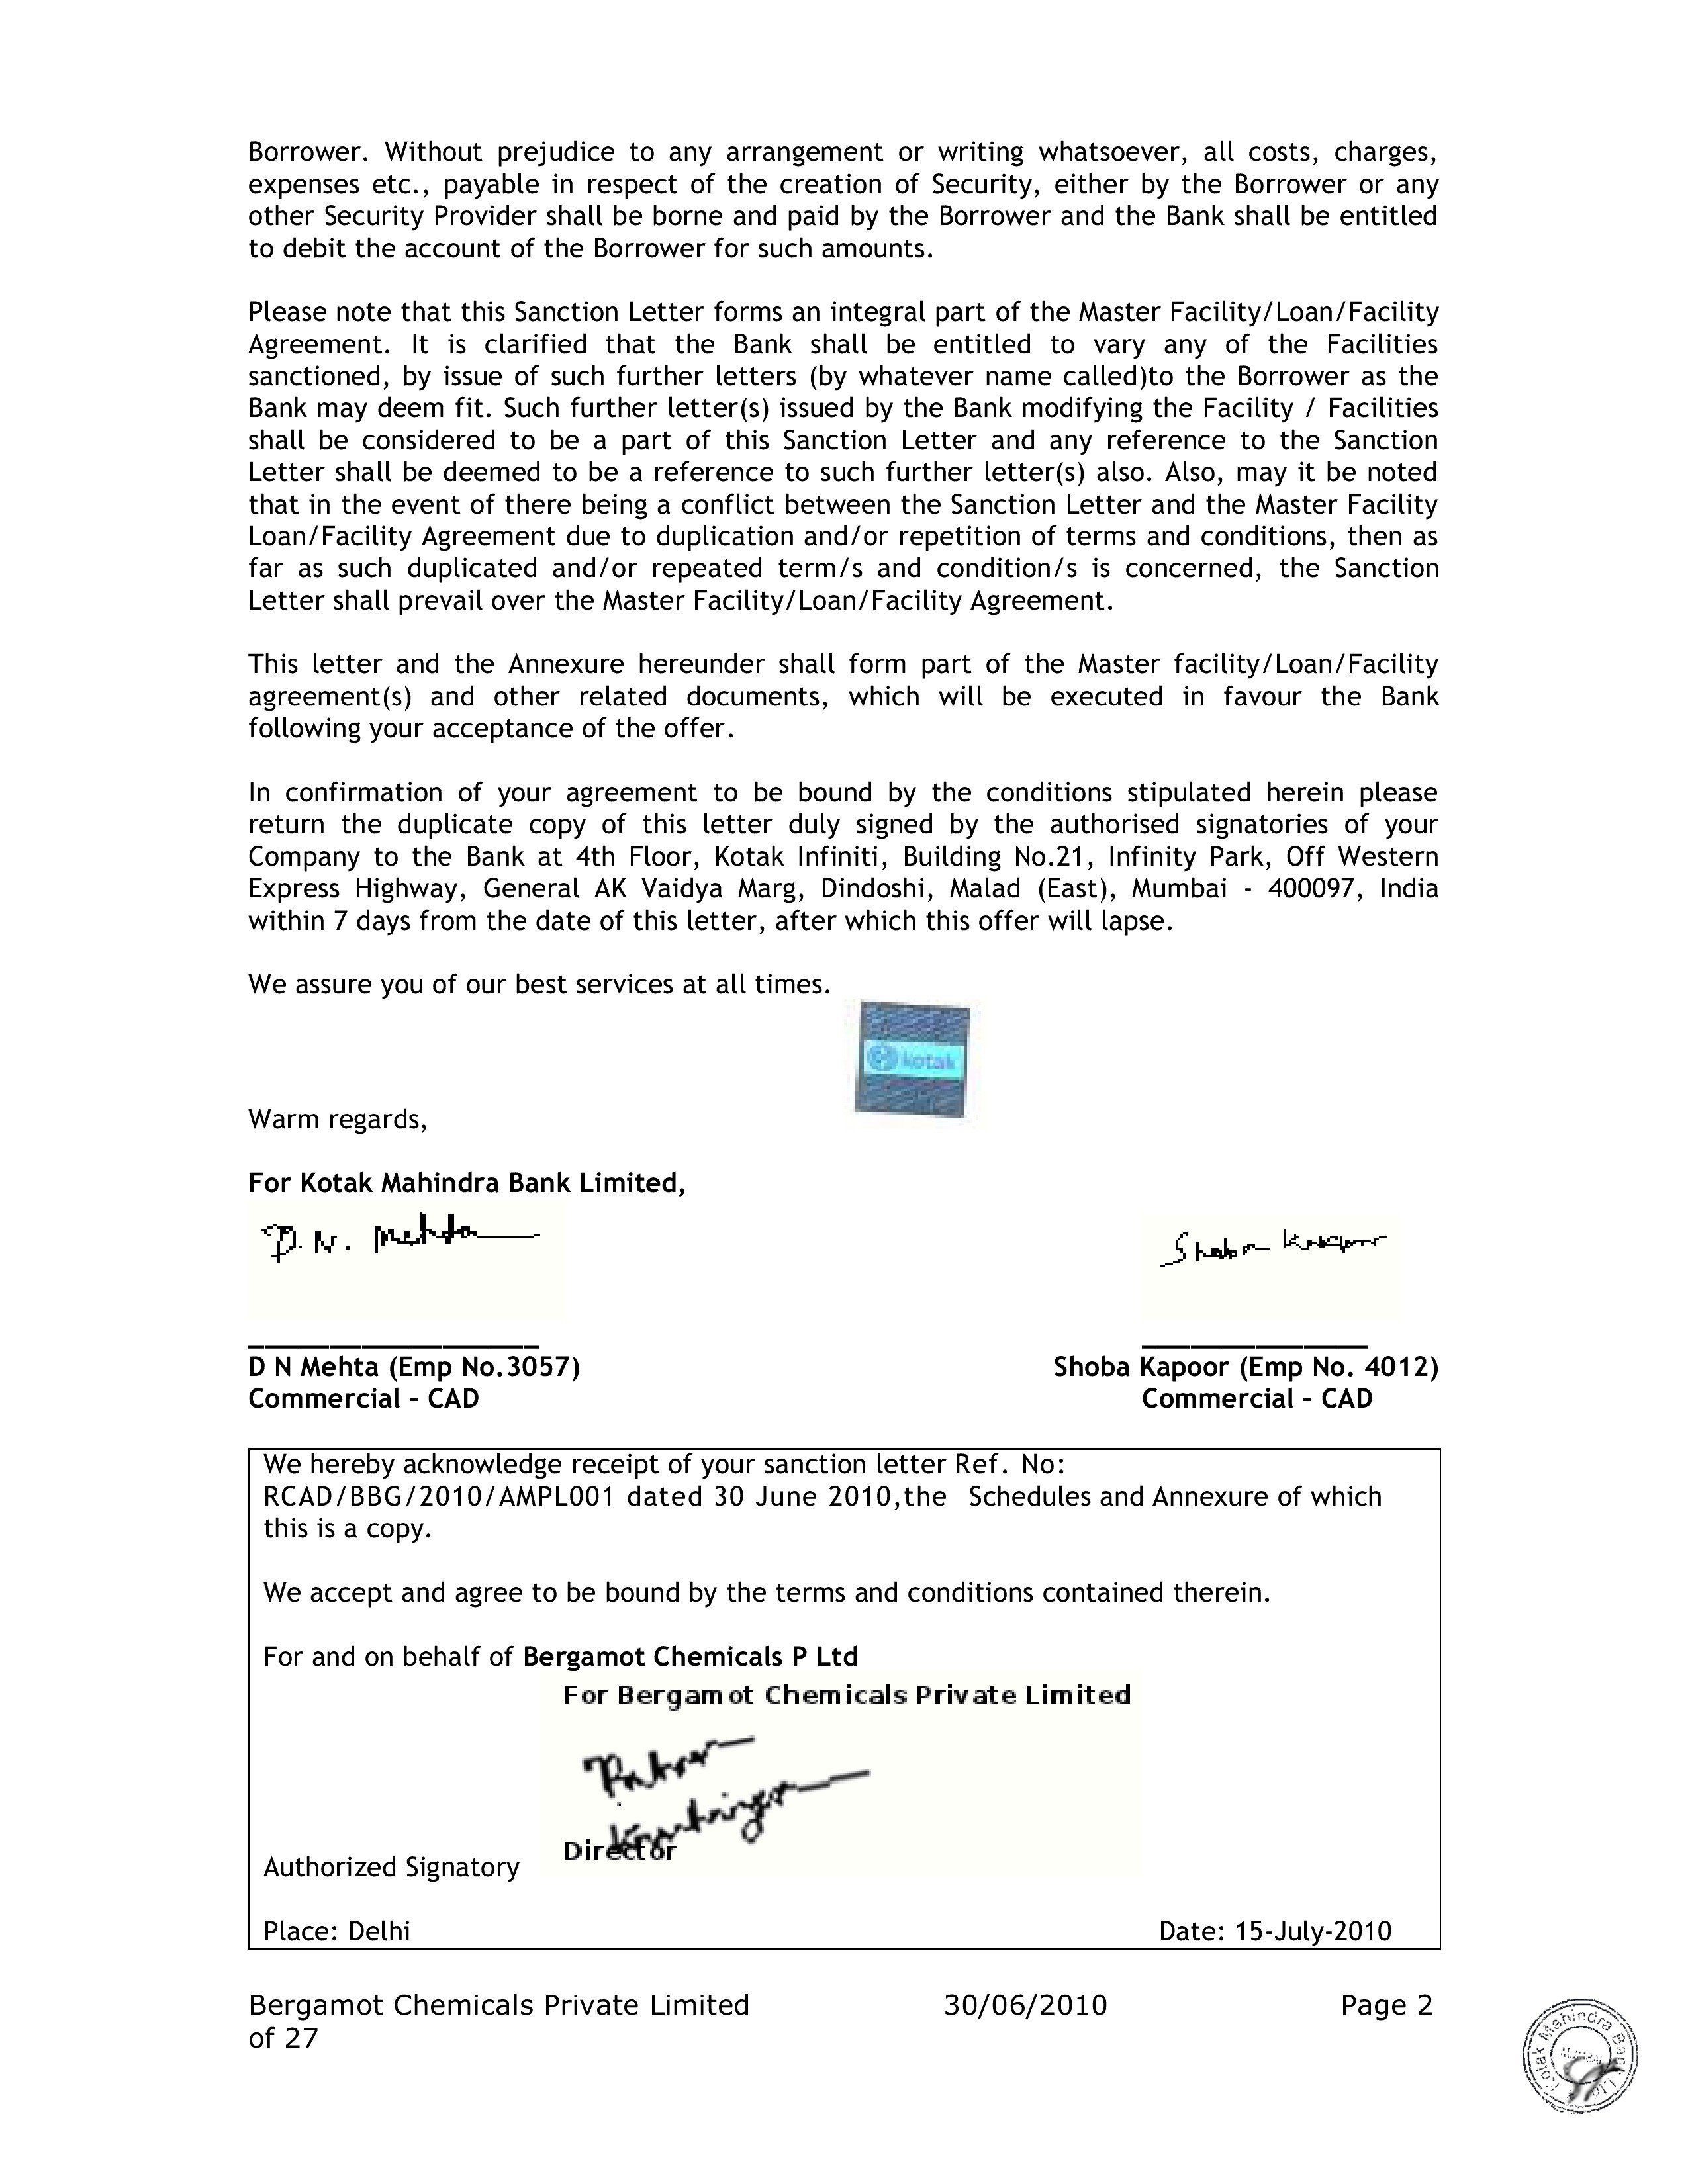 Borrower. Without prejudice to any arrangement or writing whatsoever, all costs, charges,
expenses etc., payable in respect of the creation of Security, either by the Borrower or any
other Security Provider shall be borne and paid by the Borrower and the Bank shall be entitled
to debit the account of the Borrower for such amounts.
Please note that this Sanction Letter forms an integral part of the Master Facility/Loan/Facility
Agreement. It is clarified that the Bank shall be entitled to vary any of the Facilities
sanctioned, by issue of such further letters (by whatever name called)to the Borrower as the
Bank may deem fit. Such further letter(s) issued by the Bank modifying the Facility / Facilities
shall be considered to be a part of this Sanction Letter and any reference to the Sanction
Letter shall be deemed to be a reference to such further letter(s) also. Also, may it be noted
that in the event of there being a conflict between the Sanction Letter and the Master Facility
Loan/Facility Agreement due to duplication and/or repetition of terms and conditions, then as
far as such duplicated and/or repeated term/s and condition/s is concerned, the Sanction
Letter shall prevail over the Master Facility/Loan/Facility Agreement.
This letter and the Annexure hereunder shall form part of the Master facility/Loan/Facility
agreement(s) and other related documents, which will be executed in favour the Bank
following your acceptance of the offer.
In confirmation of your agreement to be bound by the conditions stipulated herein please
return the duplicate copy of this letter duly signed by the authorised signatories of your
Company to the Bank at 4th Floor, Kotak Infiniti, Building No.21, Infinity Park, Off Western
Express Highway, General AK Vaidya Marg, Dindoshi, Malad (East), Mumbai - 400097, India
within 7 days from the date of this letter, after which this offer will lapse.
We assure you of our best services at all times.
kotak
Warm regards,
For Kotak Mahindra Bank Limited,
D. N. Mehta Shoba Kapoor
D N Mehta (Emp No.3057) Shoba Kapoor (Emp No. 4012)
Commercial – CAD Commercial – CAD
We hereby acknowledge receipt of your sanction letter Ref. No:
RCAD/BBG/2010/AMPL001 dated 30 June 2010,the Schedules and Annexure of which
this is a copy.
We accept and agree to be bound by the terms and conditions contained therein.
For and on behalf of Bergamot Chemicals P Ltd
For Bergamot Chemicals Private Limited
Director
Authorized Signatory
Place: Delhi Date: 15-July-2010
Bergamot Chemicals Private Limited 30/06/2010 Page 2
of 27
Kotak Mahindra Bank Ltd